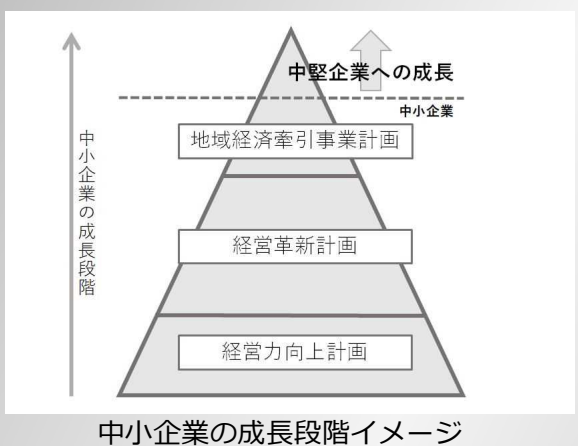 中堅企業への成長
中小企業
地域経済牽引事業計画
経営革新計画
経営力向上計画
中小企業の成長段階
中小企業の成長段階イメージ